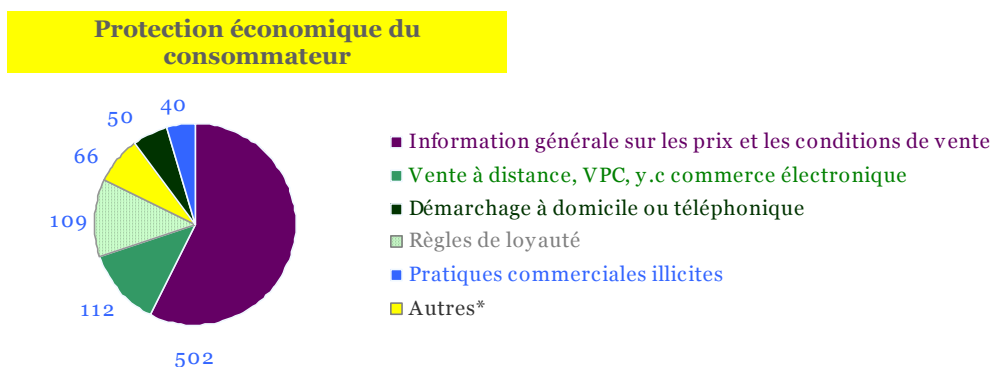 Protection économique du
consommateur
40
50
66
109
112
502
Information générale sur les prix et les conditions de vente
Vente à distance, VPC, y.c commerce électronique
Démarchage à domicile ou téléphonique
Règles de loyauté
Pratiques commerciales illicites
Autres*